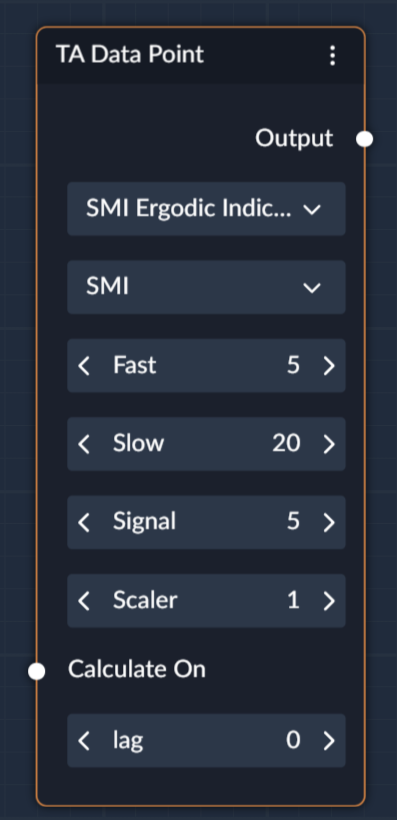 TA Data Point
Output
SMI Ergodic Indic...
SMI
Fast 5
Slow 20
Signal 5
Scaler 1
Calculate On
lag 0